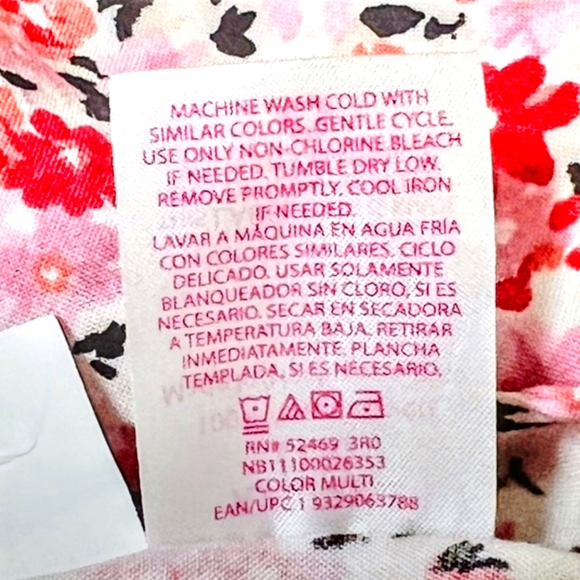 MACHINE WASH COLD WITH
SIMILAR COLORS. GENTLE CYCLE.
USE ONLY NON-CHLORINE BLEACH
IF NEEDED. TUMBLE DRY LOW.
REMOVE PROMPTLY. COOL IRON
IF NEEDED.
LAVAR A MÁQUINA EN AGUA FRÍA
CON COLORES SIMILARES. CICLO
DELICADO. USAR SOLAMENTE
BLANQUEADOR SIN CLORO, SI ES
NECESARIO. SECAR EN SECADORA
A TEMPERATURA BAJA. RETIRAR
INMEDIATAMENTE. PLANCHA
TEMPLADA, SI ES NECESARIO.
RN# 52469 3R0
NB11100026353
COLOR MULTI
EAN/UPC 1 9329063788